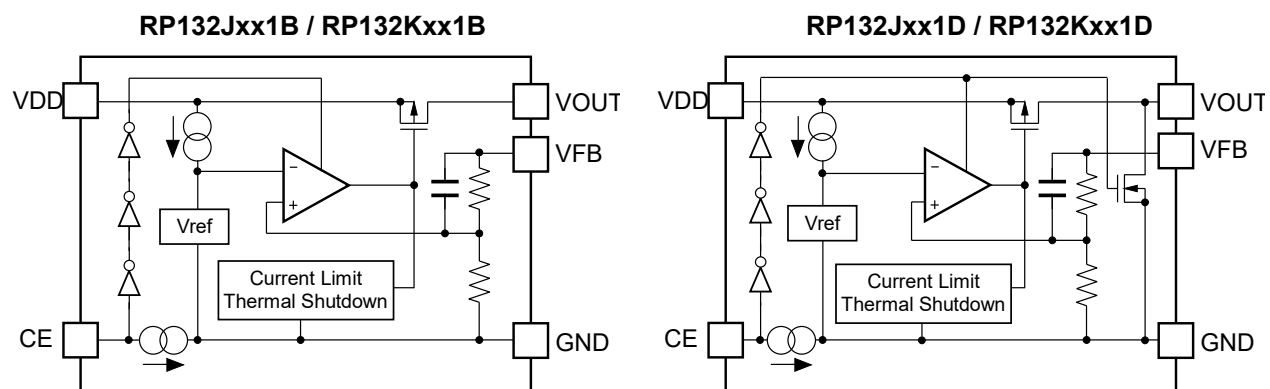 RP132Jxx1B / RP132Kxx1B
VDD
VOUT
VFB
−
+
Vref
Current Limit
Thermal Shutdown
CE
GND
RP132Jxx1D / RP132Kxx1D
VDD
VOUT
VFB
−
+
Vref
Current Limit
Thermal Shutdown
CE
GND